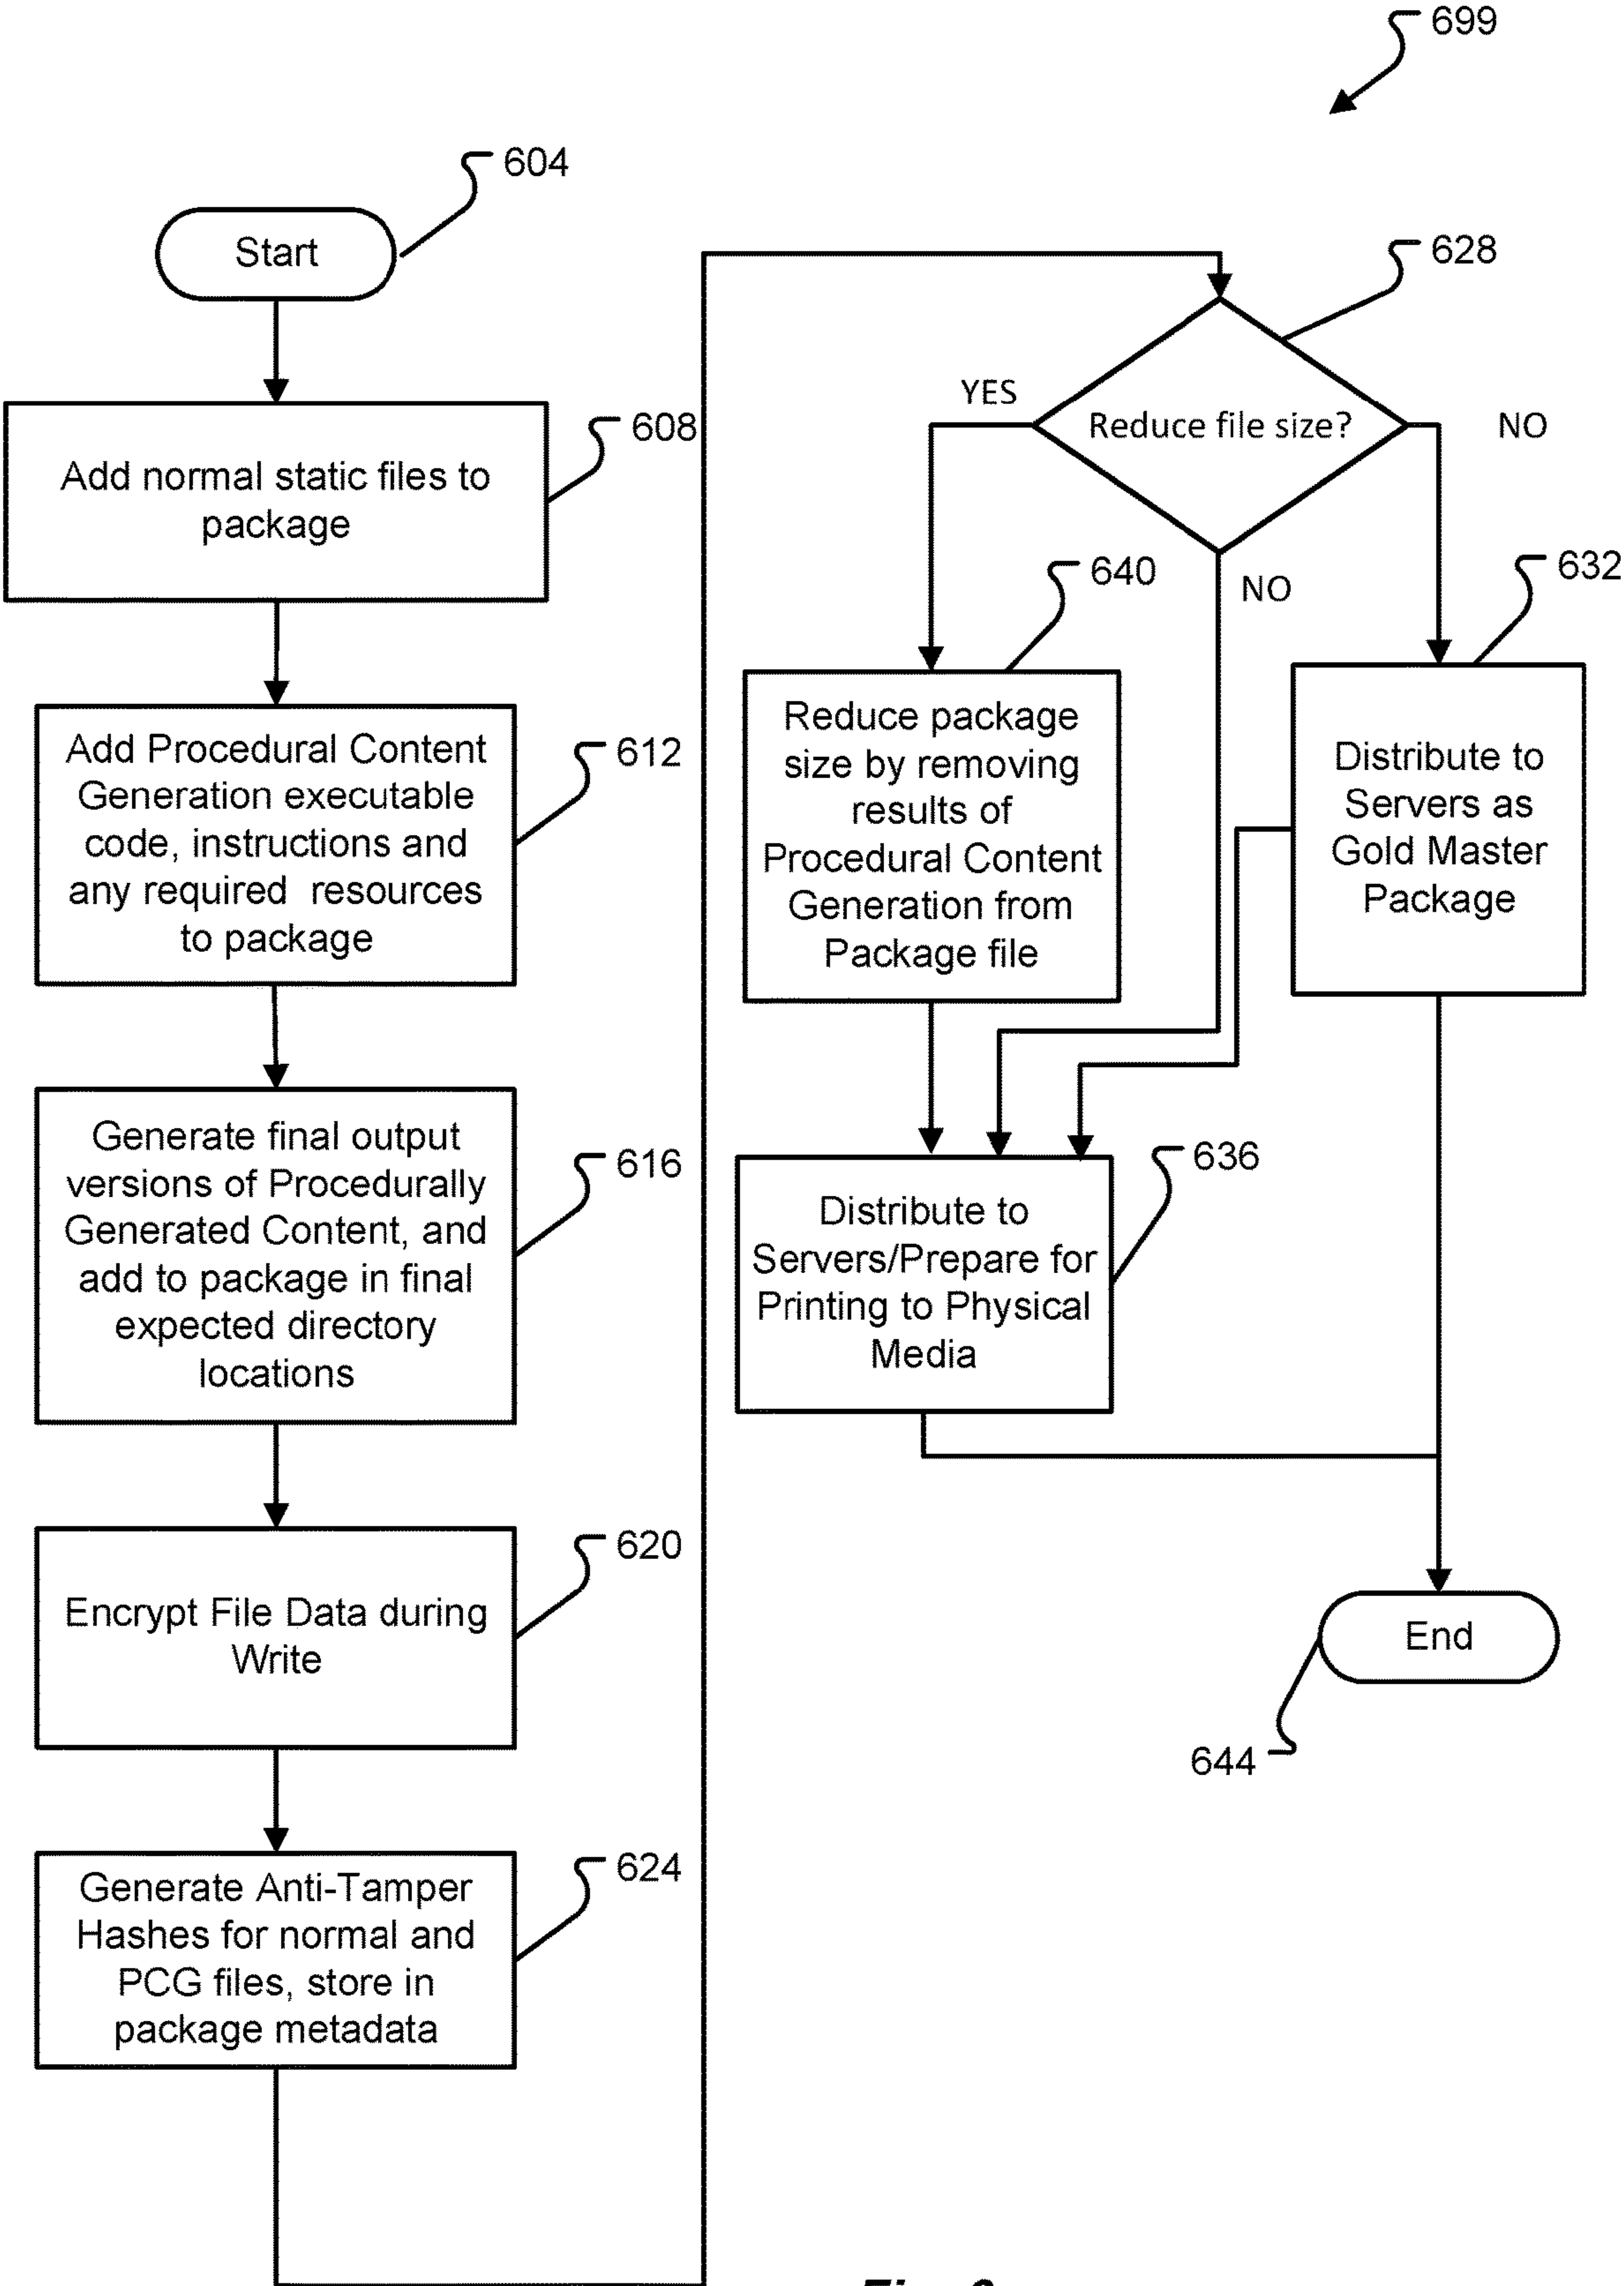 699
604
Start
608
Add normal static files to
package
612
Add Procedural Content
Generation executable
code, instructions and
any required resources
to package
616
Generate final output
versions of Procedurally
Generated Content, and
add to package in final
expected directory
locations
620
Encrypt File Data during
Write
624
Generate Anti-Tamper
Hashes for normal and
PCG files, store in
package metadata
628
Reduce file size?
YES
NO
NO
640
Reduce package
size by removing
results of
Procedural Content
Generation from
Package file
632
Distribute to
Servers as
Gold Master
Package
636
Distribute to
Servers/Prepare for
Printing to Physical
Media
End
644